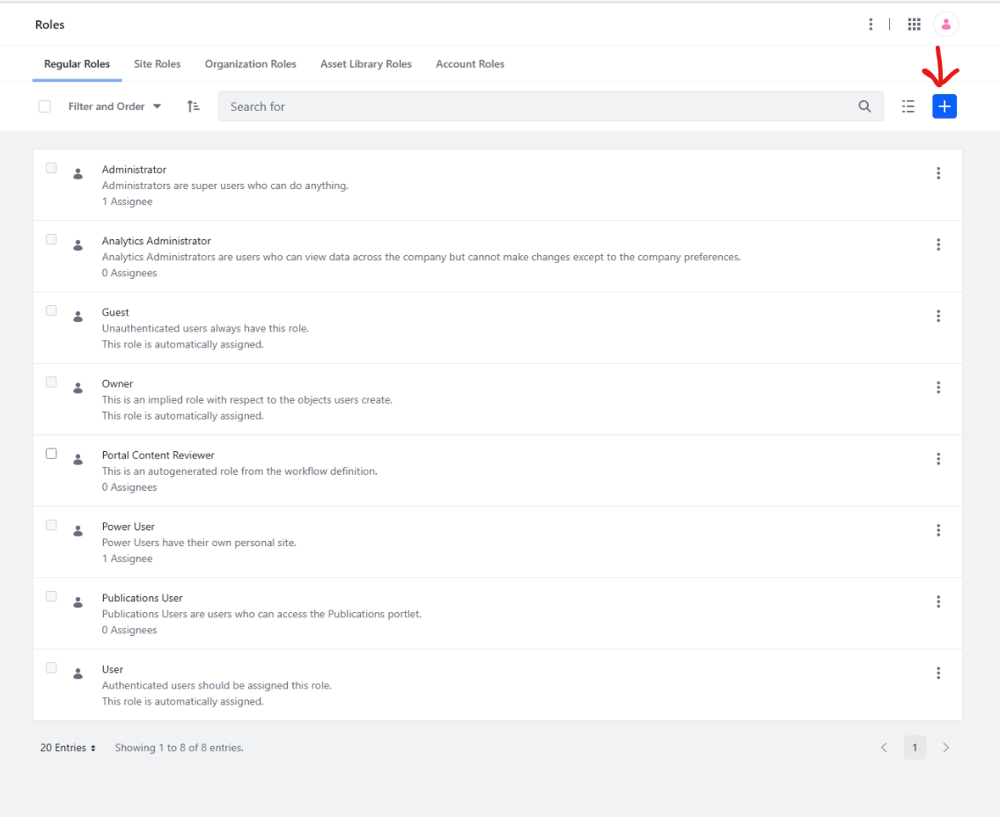 Roles
Regular Roles Site Roles Organization Roles Asset Library Roles Account Roles
Filter and Order Search for
Administrator
Administrators are super users who can do anything.
1 Assignee
Analytics Administrator
Analytics Administrators are users who can view data across the company but cannot make changes except to the company preferences.
0 Assignees
Guest
Unauthenticated users always have this role.
This role is automatically assigned.
Owner
This is an implied role with respect to the objects users create.
This role is automatically assigned.
Portal Content Reviewer
This is an autogenerated role from the workflow definition.
0 Assignees
Power User
Power Users have their own personal site.
1 Assignee
Publications User
Publications Users are users who can access the Publications portlet.
0 Assignees
User
Authenticated users should be assigned this role.
This role is automatically assigned.
20 Entries Showing 1 to 8 of 8 entries. 1